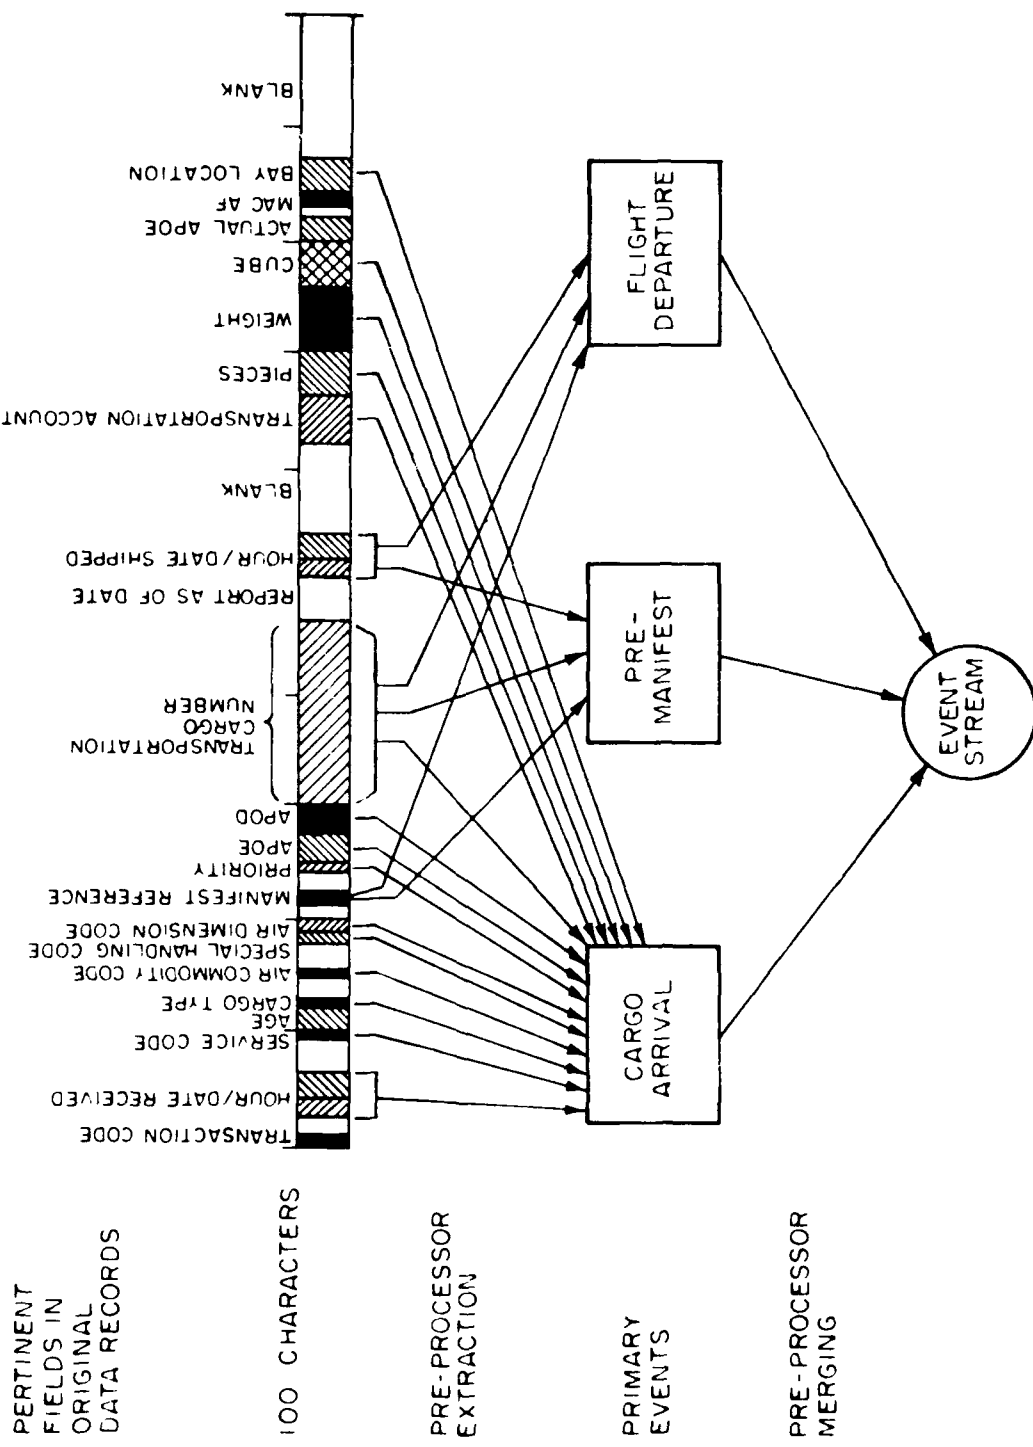 PERTINENT
FIELDS IN
ORIGINAL
DATA RECORDS
TRANSACTION CODE
HOUR/DATE RECEIVED
SERVICE CODE
AGE
CARGO TYPE
AIR COMMODITY CODE
SPECIAL HANDLING CODE
AIR DIMENSION CODE
MANIFEST REFERENCE
PRIORITY
APOE
APOD
TRANSPORTATION
CARGO
NUMBER
REPORT AS OF DATE
HOUR/DATE SHIPPED
BLANK
TRANSPORTATION ACCOUNT
PIECES
WEIGHT
CUBE
ACTUAL APOE
MAC AF
BAY LOCATION
BLANK
100 CHARACTERS
PRE-PROCESSOR
EXTRACTION
PRIMARY
EVENTS
CARGO
ARRIVAL
PRE-
MANIFEST
FLIGHT
DEPARTURE
PRE-PROCESSOR
MERGING
EVENT
STREAM